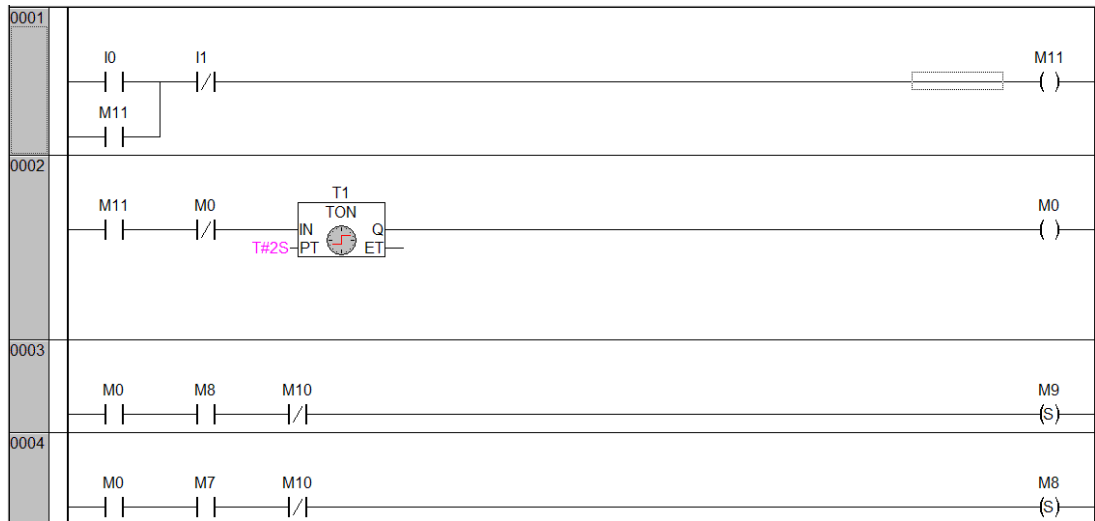 0001
I0 I1 M11
M11
0002
T1
M11 M0 TON M0
IN Q
T#2S PT ET
0003
M0 M8 M10 M9
S
0004
M0 M7 M10 M8
S